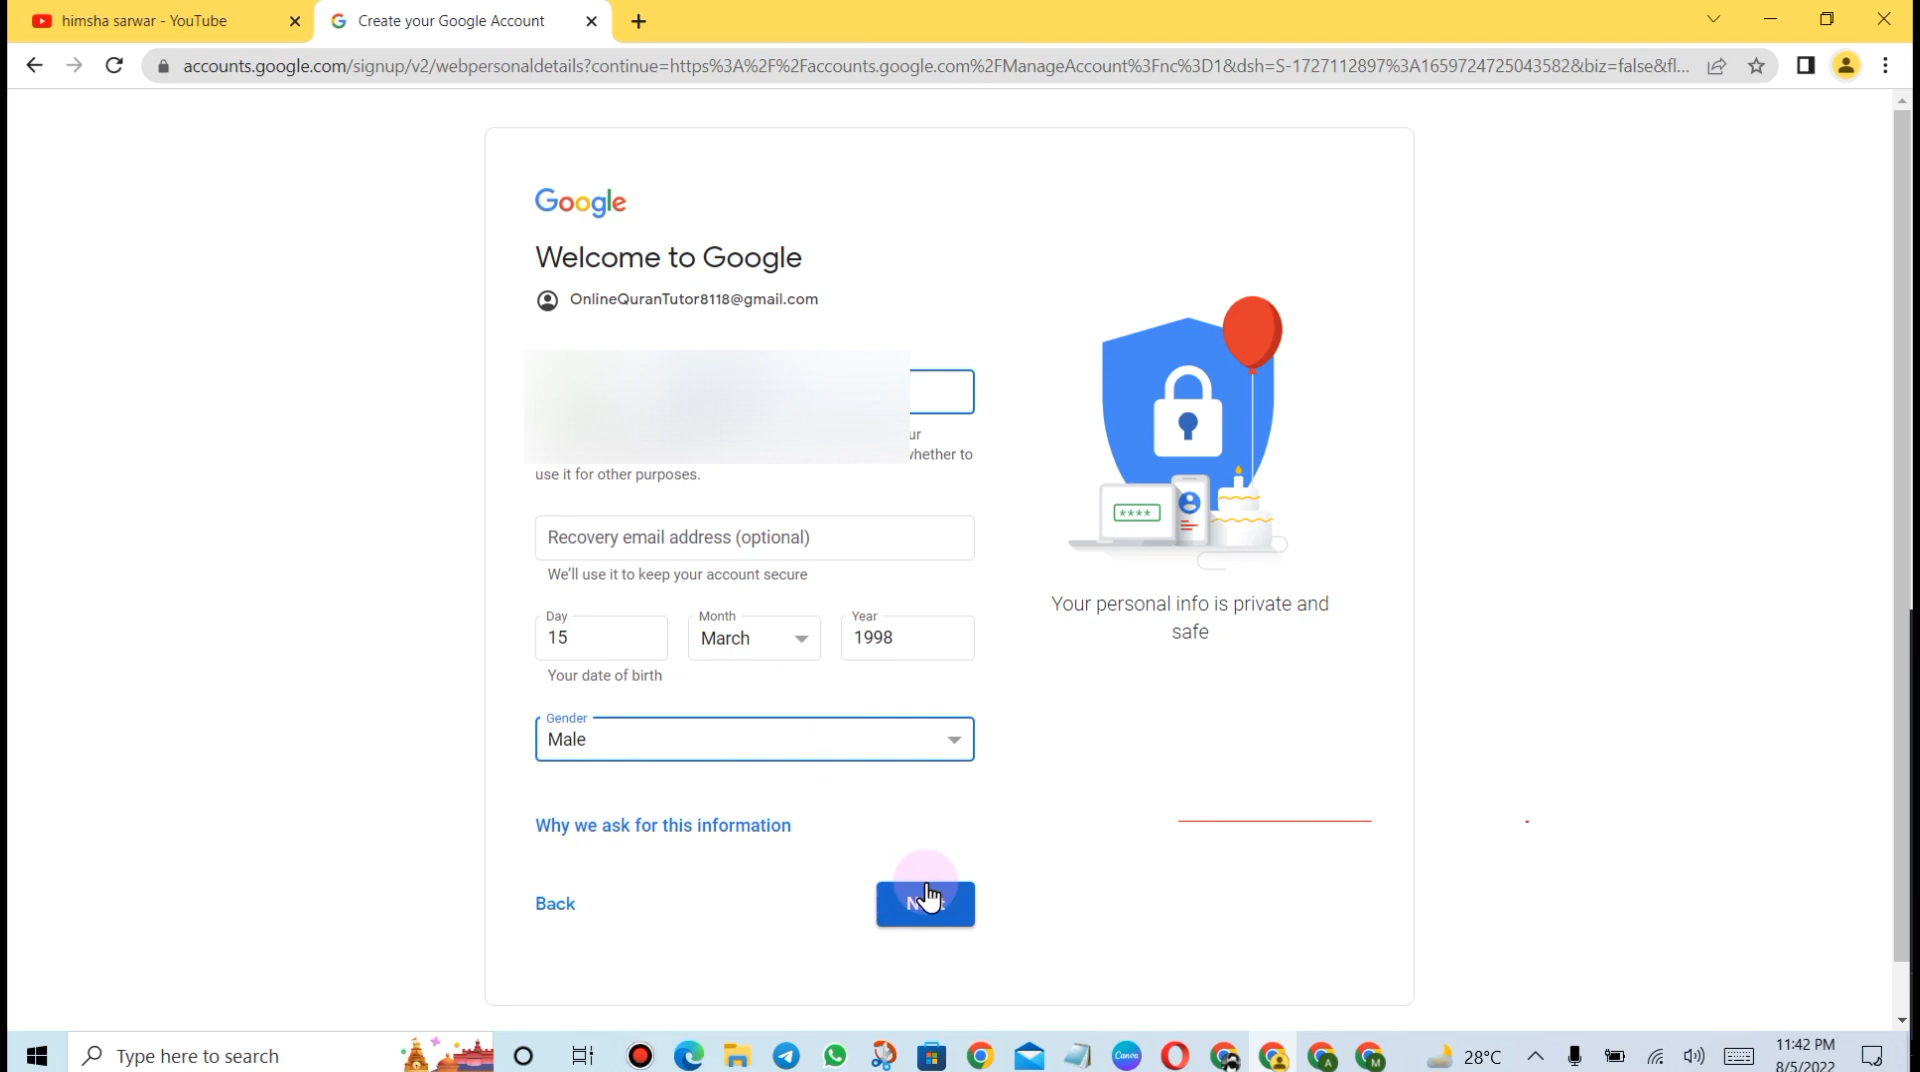 himsha sarwar - YouTube
Create your Google Account
accounts.google.com/signup/v2/webpersonaldetails?continue=https%3A%2F%2Faccounts.google.com%2FManageAccount%3Fnc%3D1&dsh=S-1727112897%3A1659724725043582&biz=false&fl...
Google
Welcome to Google
OnlineQuranTutor8118@gmail.com
ur
whether to
use it for other purposes.
Recovery email address (optional)
We'll use it to keep your account secure
Day
Month
Year
15
March
1998
Your date of birth
Gender
Male
Why we ask for this information
Back
Next
****
Your personal info is private and
safe
Type here to search
Canva
A
M
28°C
11:42 PM
8/5/2022